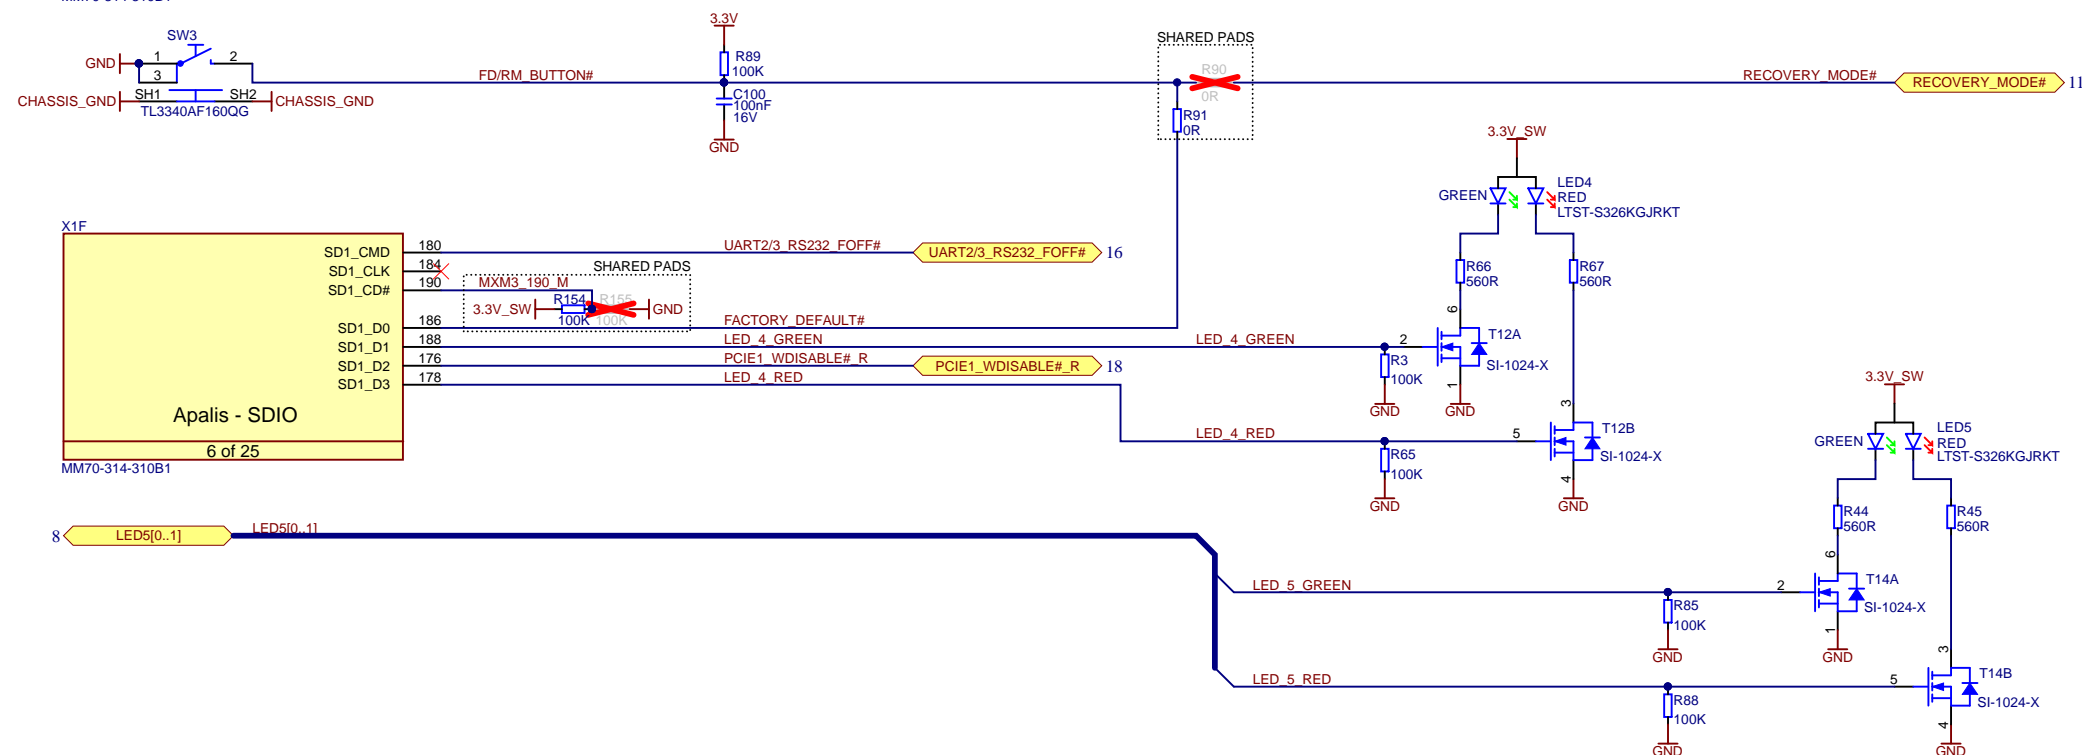 SW3
GND
1
2
3
CHASSIS_GND
SH1
SH2
CHASSIS_GND
TL3340AF160QG
FD/RM_BUTTON#
3.3V
R89
100K
C100
100nF
16V
GND
SHARED PADS
R90
0R
R91
0R
RECOVERY_MODE#
RECOVERY_MODE#
11
X1F
SD1_CMD
180
UART2/3_RS232_FOFF#
UART2/3_RS232_FOFF#
16
SD1_CLK
184
SHARED PADS
SD1_CD#
190
MXM3_190_M
3.3V_SW
R154
100K
R155
100K
GND
SD1_D0
186
FACTORY_DEFAULT#
SD1_D1
188
LED_4_GREEN
LED_4_GREEN
SD1_D2
176
PCIE1_WDISABLE#_R
PCIE1_WDISABLE#_R
18
SD1_D3
178
LED_4_RED
Apalis - SDIO
6 of 25
MM70-314-310B1
3.3V_SW
GREEN
LED4
RED
LTST-S326KGJRKT
R66
560R
R67
560R
6
2
T12A
SI-1024-X
1
R3
100K
GND
GND
LED_4_RED
3
5
T12B
SI-1024-X
4
R65
100K
GND
GND
3.3V_SW
GREEN
LED5
RED
LTST-S326KGJRKT
R44
560R
R45
560R
8
LED5[0..1]
LED5[0..1]
LED_5_GREEN
6
2
T14A
SI-1024-X
1
R85
100K
GND
GND
LED_5_RED
3
5
T14B
SI-1024-X
4
R88
100K
GND
GND